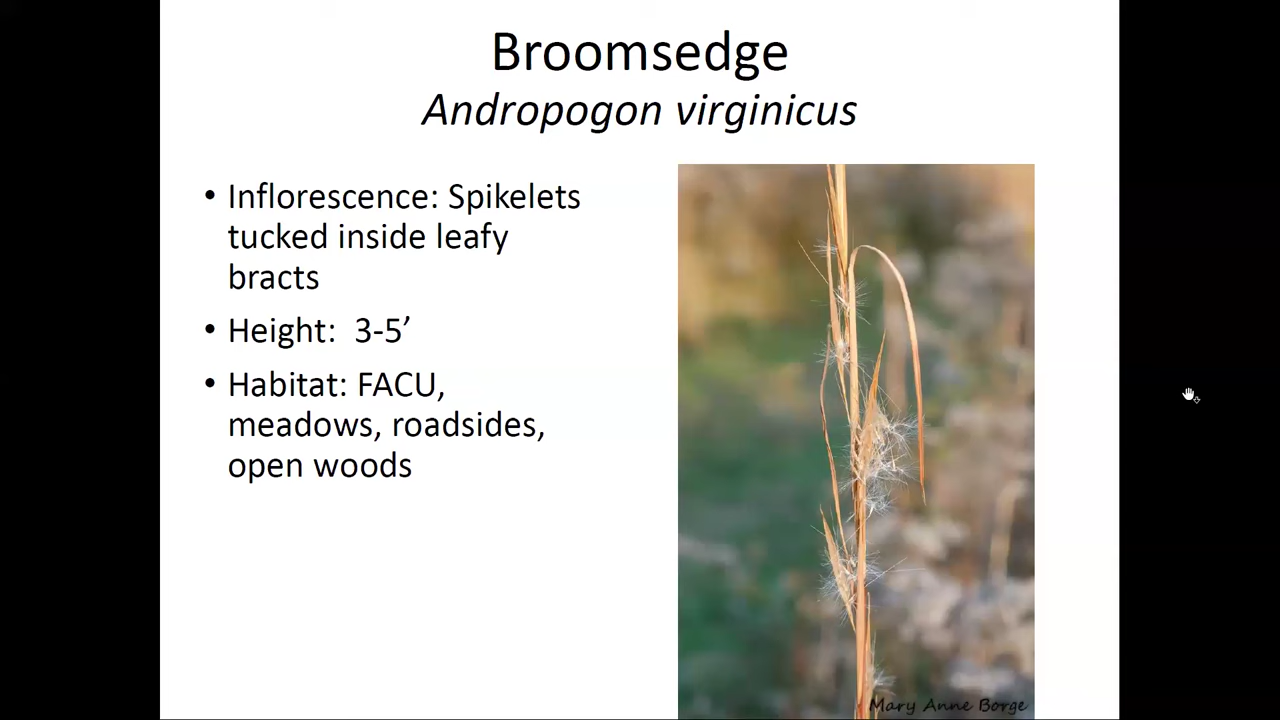 Broomsedge
Andropogon virginicus
• Inflorescence: Spikelets
tucked inside leafy
bracts
• Height:  3-5’
• Habitat: FACU,
meadows, roadsides,
open woods
Mary Anne Borge